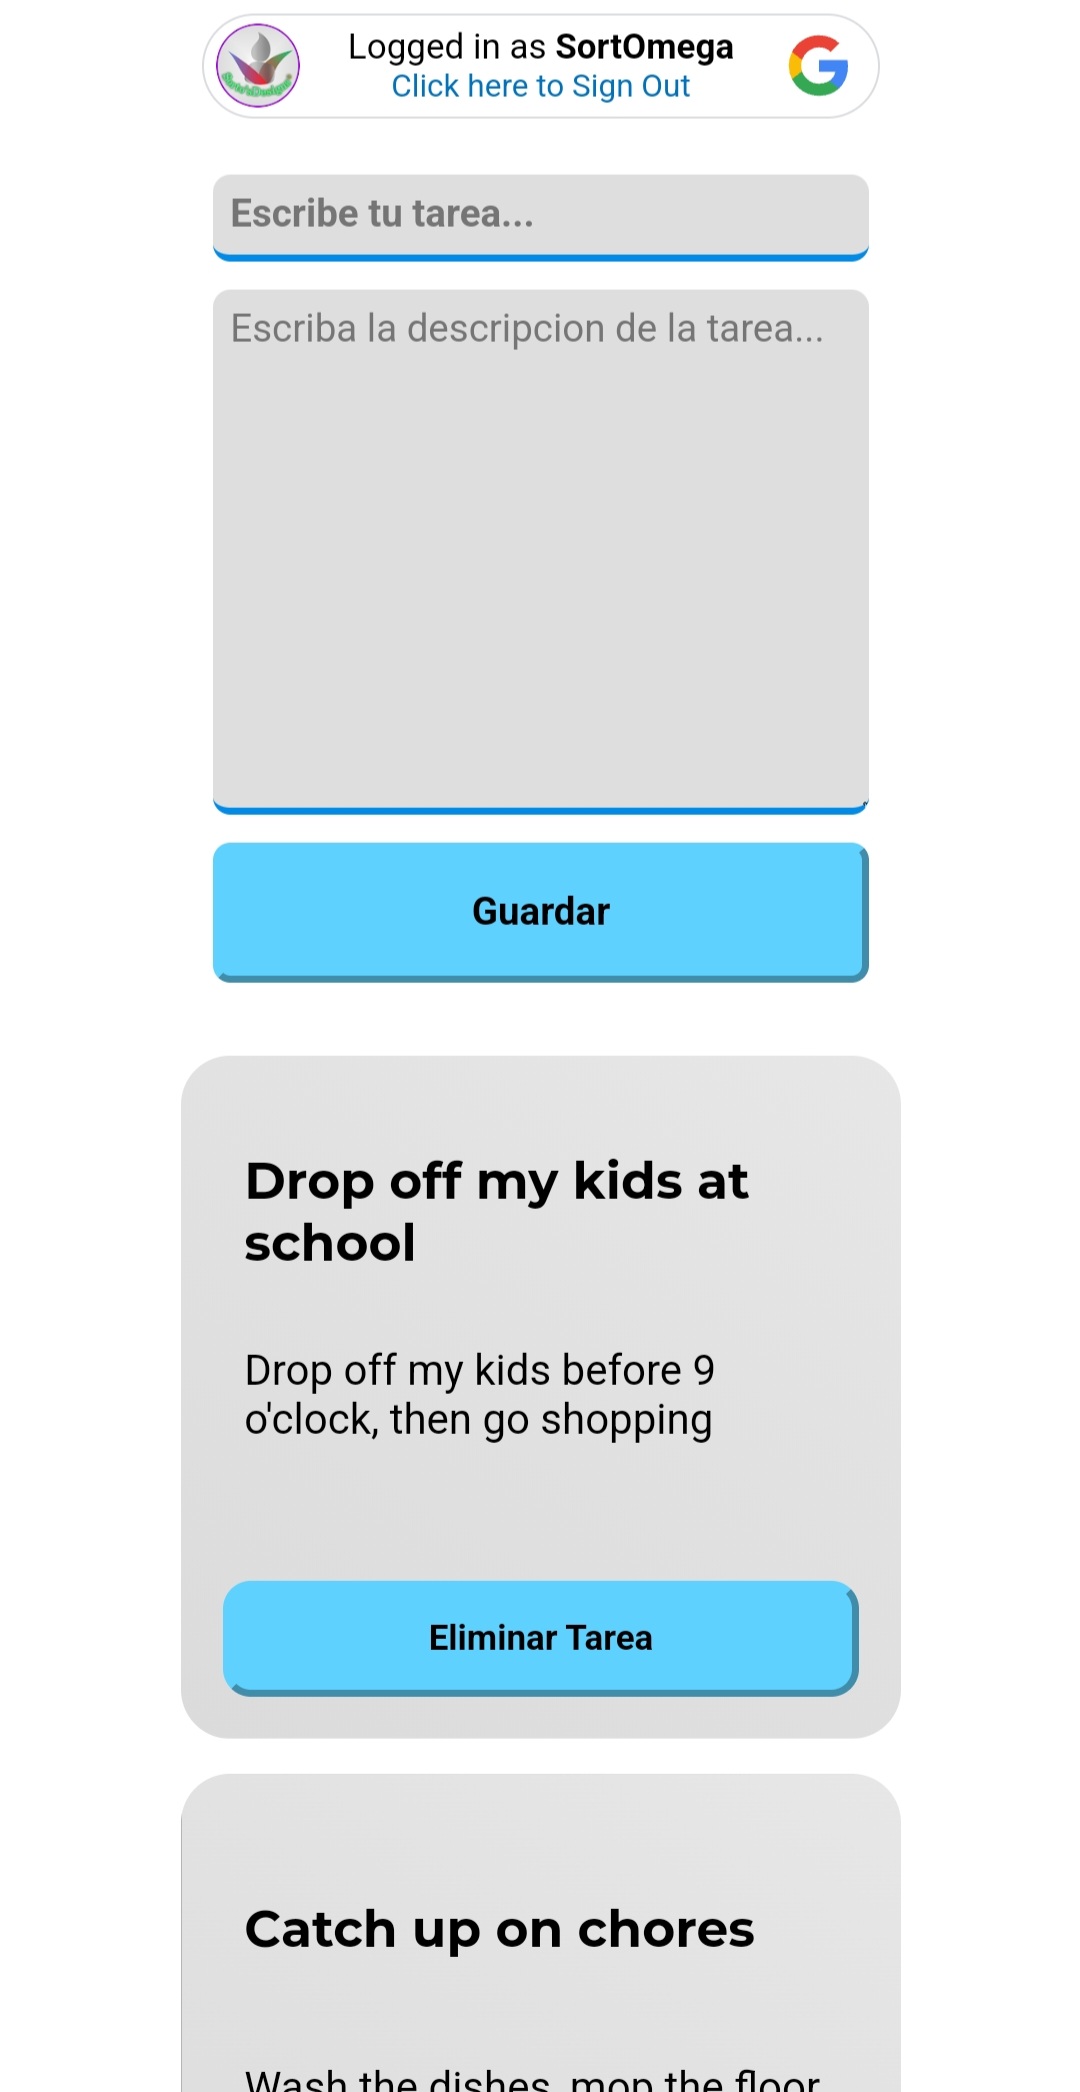 Logged in as SortOmega
Click here to Sign Out
Escribe tu tarea...
Escriba la descripcion de la tarea...
Guardar
Drop off my kids at
school
Drop off my kids before 9
o'clock, then go shopping
Eliminar Tarea
Catch up on chores
Wash the dishes, mop the floor